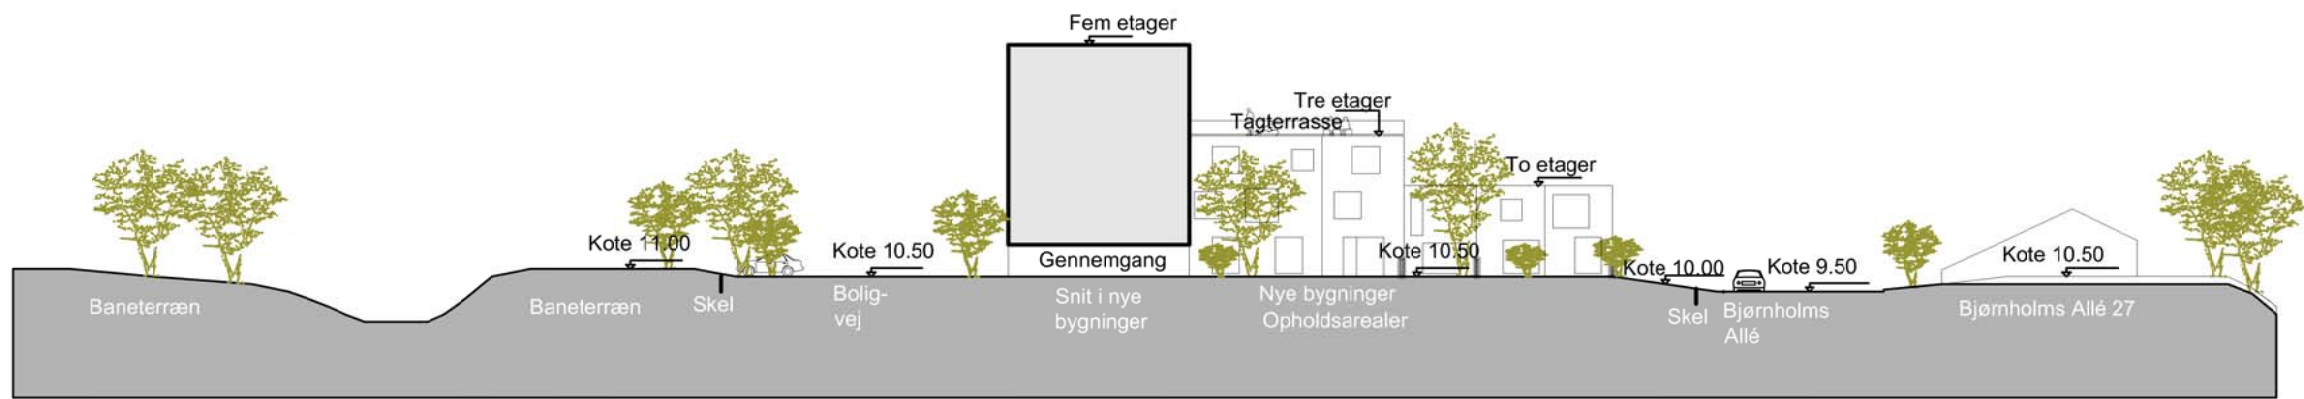 Fem etager
Tre etager
Tagterrasse
To etager
Kote 11.00
Kote 10.50
Gennemgang
Kote 10.50
Kote 10.00
Kote 9.50
Kote 10.50
Baneterræn
Baneterræn
Skel
Bolig-
vej
Snit i nye
bygninger
Nye bygninger
Opholdsarealer
Skel
Bjørnholms
Allé
Bjørnholms Allé 27